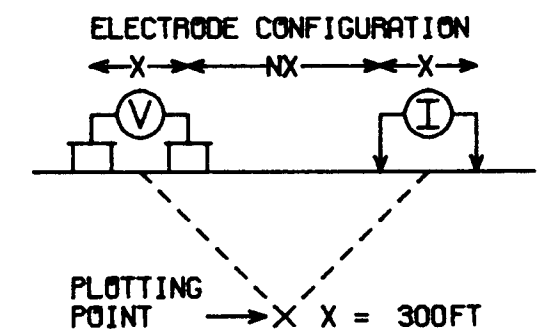 ELECTRODE CONFIGURATION
X NX X
V I
PLOTTING
POINT X X = 300FT